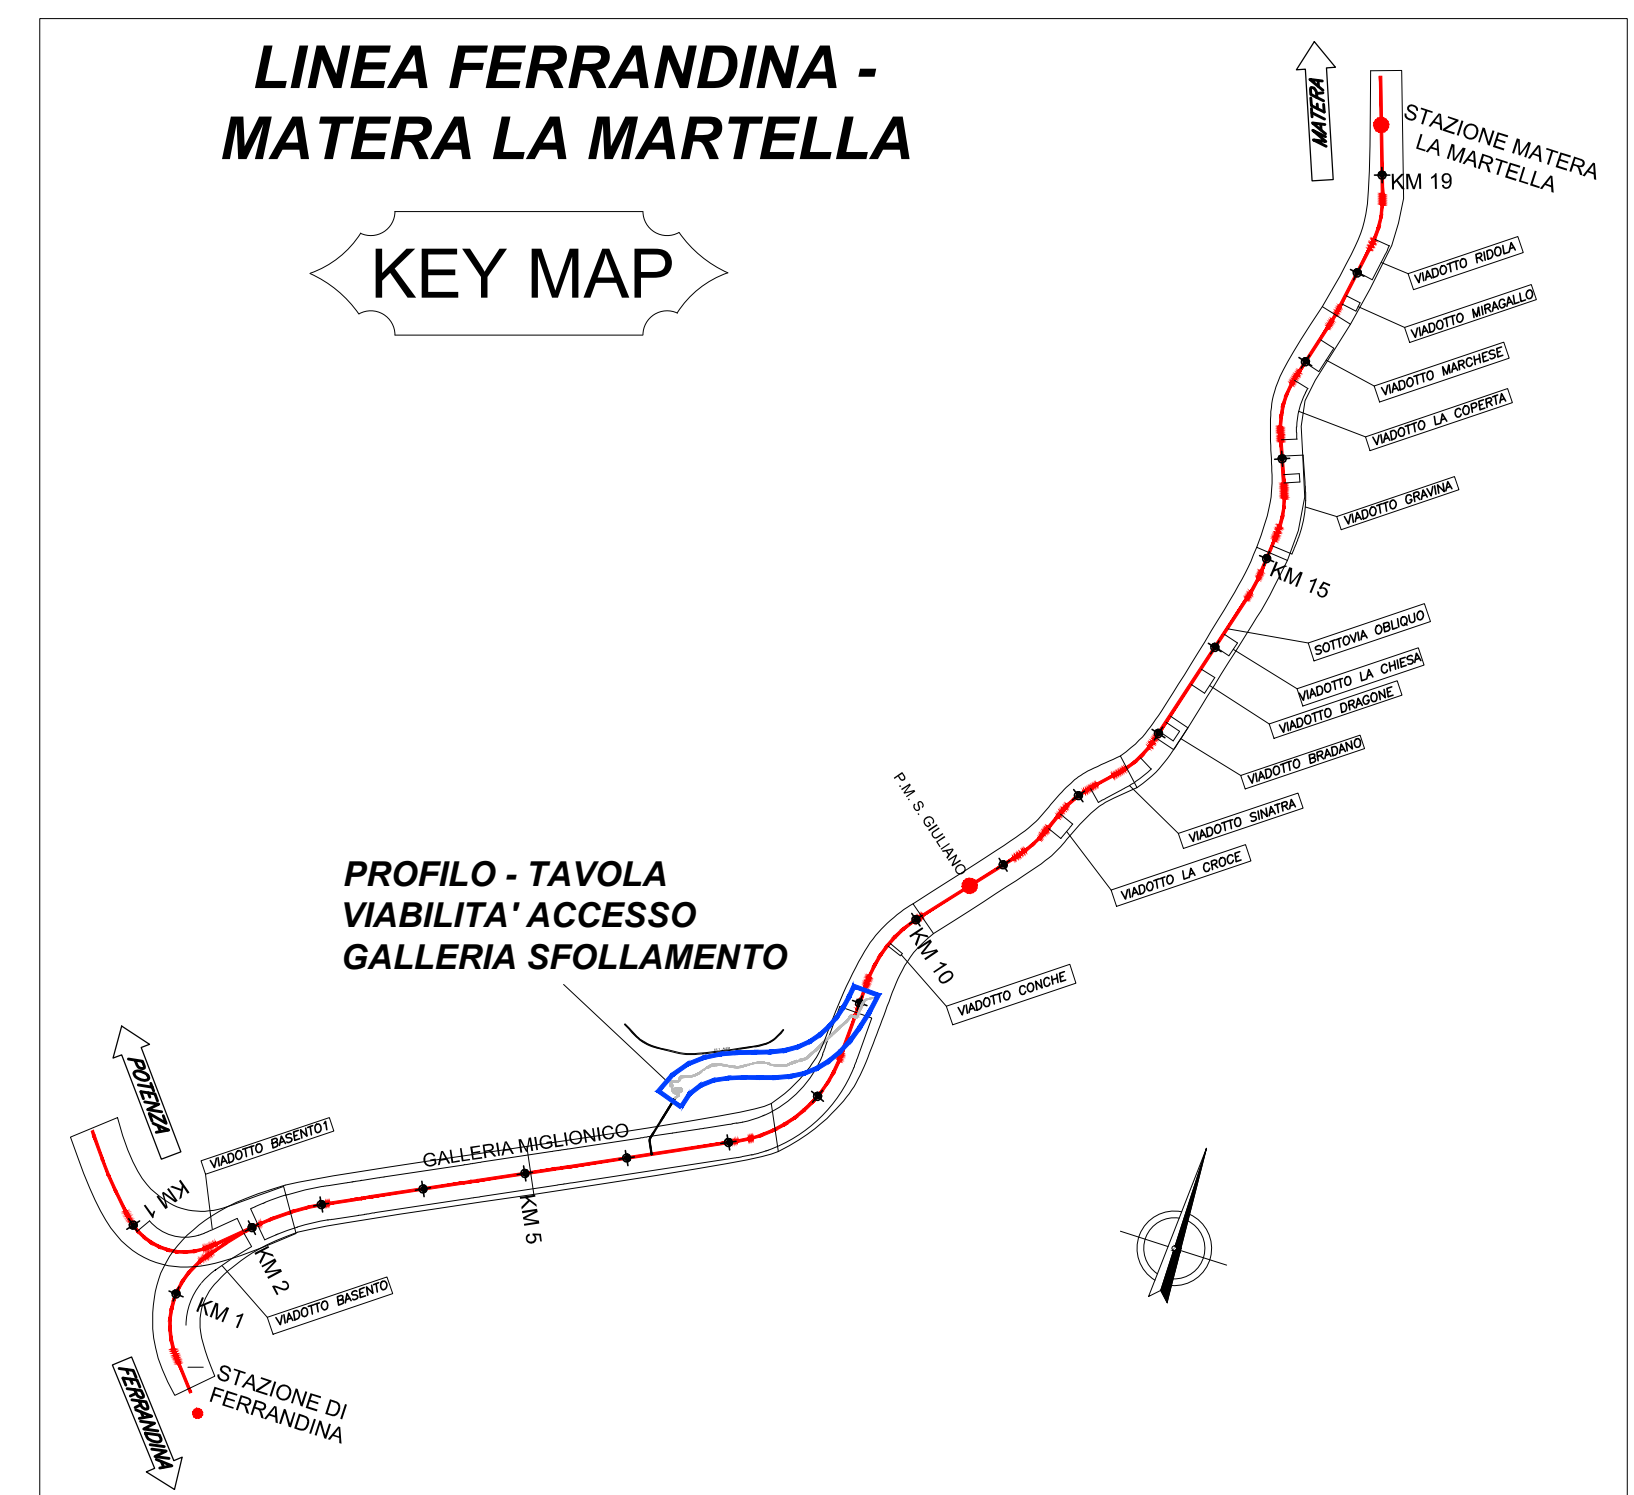 LINEA FERRANDINA -
MATERA LA MARTELLA
KEY MAP
MATERA
STAZIONE MATERA
LA MARTELLA
KM 19
VIADOTTO RIDOLA
VIADOTTO MIRAGALLO
VIADOTTO MARCHESE
VIADOTTO LA COPERTA
VIADOTTO GRAVINA
KM 15
SOTTOVIA OBLIQUO
VIADOTTO LA CHIESA
VIADOTTO DRAGONE
VIADOTTO BRADANO
VIADOTTO SINATRA
VIADOTTO LA CROCE
P.M. S. GIULIANO
PROFILO - TAVOLA
VIABILITA' ACCESSO
GALLERIA SFOLLAMENTO
KM 10
VIADOTTO CONCHE
POTENZA
VIADOTTO BASENTO1
GALLERIA MIGLIONICO
KM 1
KM 5
KM 2
VIADOTTO BASENTO
KM 1
STAZIONE DI
FERRANDINA
FERRANDINA